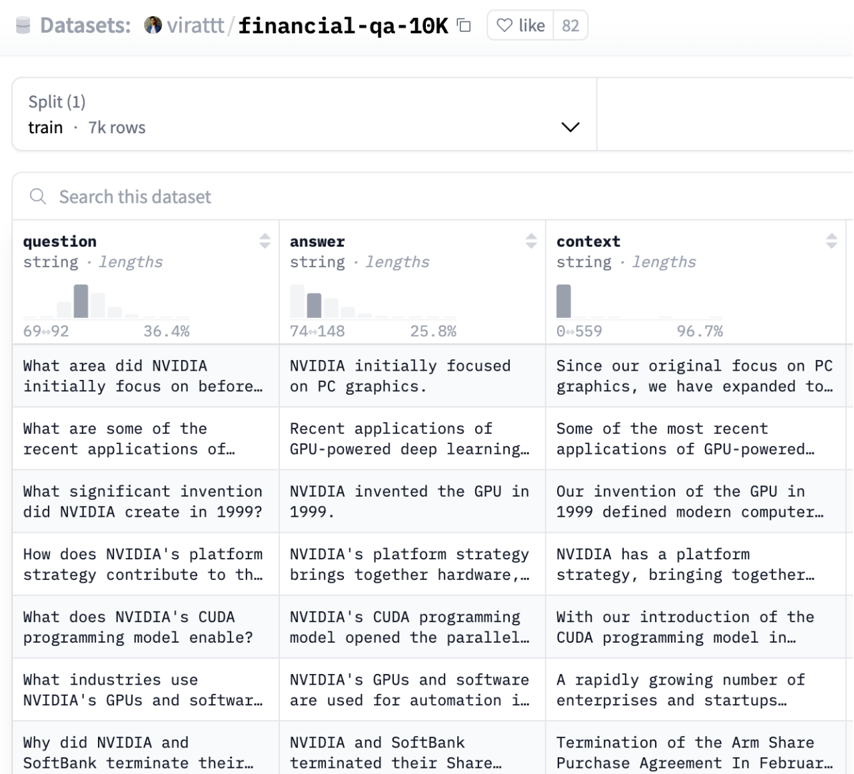 Datasets: virattt/financial-qa-10K like 82
Split (1)
train · 7k rows
Search this dataset
question answer context
string · lengths string · lengths string · lengths
69↔92 36.4% 74↔148 25.8% 0↔559 96.7%
What area did NVIDIA
initially focus on before…
NVIDIA initially focused
on PC graphics.
Since our original focus on PC
graphics, we have expanded to…
What are some of the
recent applications of…
Recent applications of
GPU-powered deep learning…
Some of the most recent
applications of GPU-powered…
What significant invention
did NVIDIA create in 1999?
NVIDIA invented the GPU in
1999.
Our invention of the GPU in
1999 defined modern computer…
How does NVIDIA's platform
strategy contribute to th…
NVIDIA's platform strategy
brings together hardware,…
NVIDIA has a platform
strategy, bringing together…
What does NVIDIA's CUDA
programming model enable?
NVIDIA's CUDA programming
model opened the parallel…
With our introduction of the
CUDA programming model in…
What industries use
NVIDIA's GPUs and softwar…
NVIDIA's GPUs and software
are used for automation i…
A rapidly growing number of
enterprises and startups…
Why did NVIDIA and
SoftBank terminate their…
NVIDIA and SoftBank
terminated their Share…
Termination of the Arm Share
Purchase Agreement In Februar…